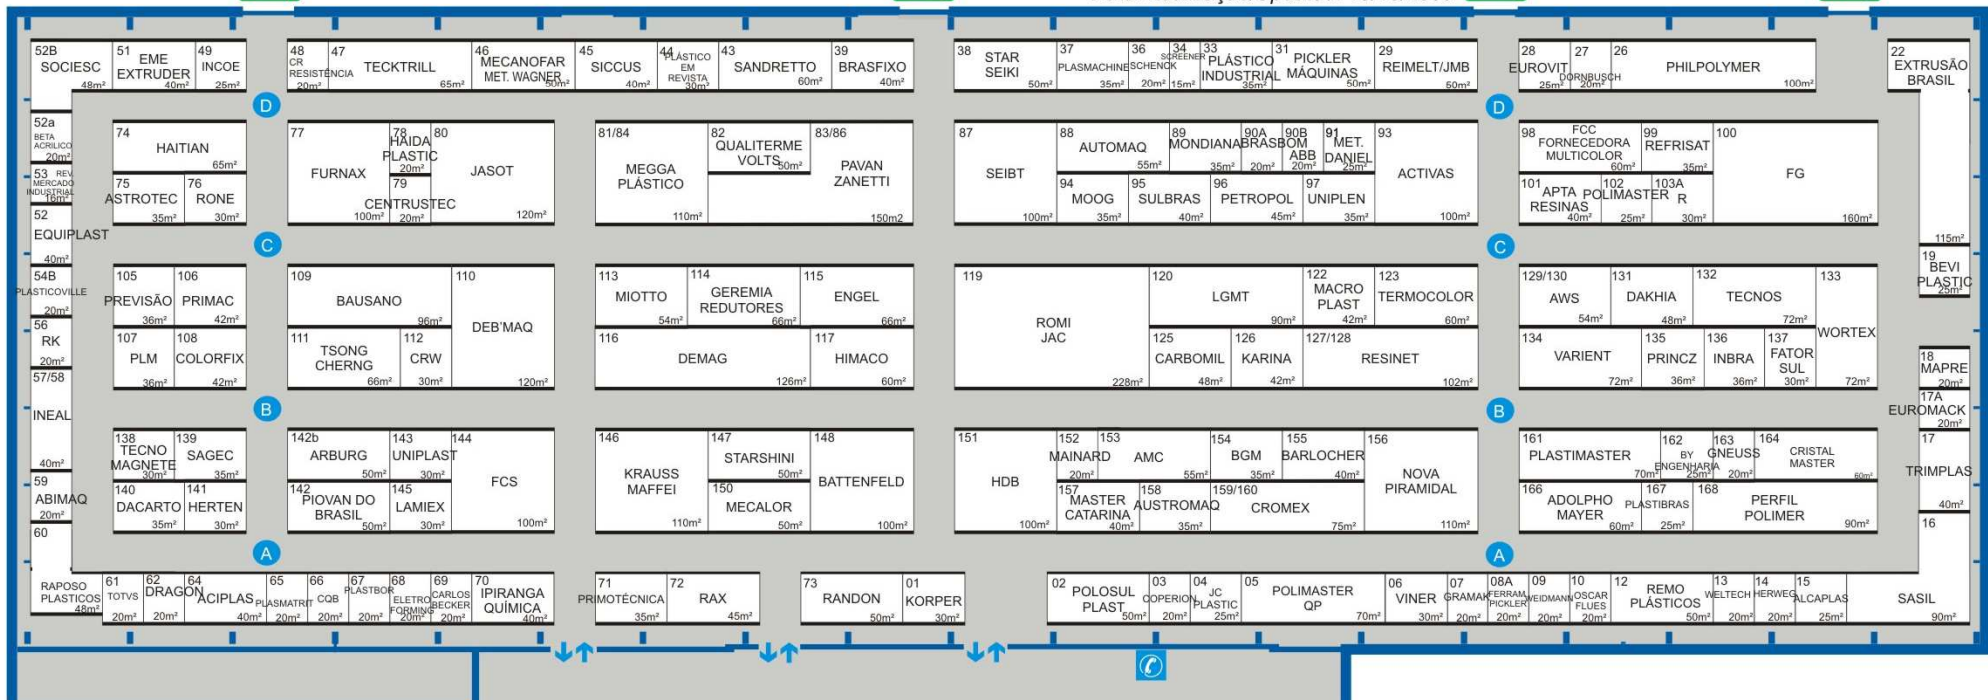 52B
SOCIESC
48m²
51
EME
EXTRUDER
40m²
49
INCOE
25m²
48
CR
RESISTÊNCIA
20m²
47
TECKTRILL
65m²
46
MECANOFAR
MET. WAGNER
50m²
45
SICCUS
40m²
44
PLÁSTICO
EM
REVISTA
30m²
43
SANDRETTO
60m²
39
BRASFIXO
40m²
38
STAR
SEIKI
50m²
37
PLASMACHINE
35m²
36
SCHENCK
20m²
34
SCREENER
15m²
33
PLÁSTICO
INDUSTRIAL
35m²
31
PICKLER
MÁQUINAS
50m²
29
REIMELT/JMB
50m²
28
EUROVIT
25m²
27
DORNBUSCH
20m²
26
PHILPOLYMER
100m²
22
EXTRUSÃO
BRASIL
115m²
D
D
52a
BETA
ACRILICO
20m²
53
REV.
MERCADO
INDUSTRIAL
16m²
52
EQUIPLAST
40m²
74
HAITIAN
65m²
75
ASTROTEC
35m²
76
RONE
30m²
77
FURNAX
100m²
78
HAIDA
PLASTIC
20m²
79
CENTRUSTEC
20m²
80
JASOT
120m²
81/84
MEGGA
PLÁSTICO
110m²
82
QUALITERME
VOLTS
50m²
83/86
PAVAN
ZANETTI
150m2
87
SEIBT
100m²
88
AUTOMAQ
55m²
89
MONDIANA
35m²
90A
BRASBOM
20m²
90B
ABB
20m²
91
MET.
DANIEL
25m²
93
ACTIVAS
100m²
94
MOOG
35m²
95
SULBRAS
40m²
96
PETROPOL
45m²
97
UNIPLEN
35m²
98
FCC
FORNECEDORA
MULTICOLOR
60m²
99
REFRISAT
35m²
100
FG
160m²
101
APTA
RESINAS
40m²
102
POLIMASTER
25m²
103A
R
30m²
C
C
19
BEVI
PLASTIC
25m²
54B
PLASTICOVILLE
20m²
56
RK
20m²
57/58
INEAL
40m²
105
PREVISÃO
36m²
106
PRIMAC
42m²
107
PLM
36m²
108
COLORFIX
42m²
109
BAUSANO
96m²
110
DEB'MAQ
120m²
111
TSONG
CHERNG
66m²
112
CRW
30m²
113
MIOTTO
54m²
114
GEREMIA
REDUTORES
66m²
115
ENGEL
66m²
116
DEMAG
126m²
117
HIMACO
60m²
119
ROMI
JAC
228m²
120
LGMT
90m²
122
MACRO
PLAST
42m²
123
TERMOCOLOR
60m²
125
CARBOMIL
48m²
126
KARINA
42m²
127/128
RESINET
102m²
129/130
AWS
54m²
131
DAKHIA
48m²
132
TECNOS
72m²
133
WORTEX
72m²
134
VARIENT
72m²
135
PRINCZ
36m²
136
INBRA
36m²
137
FATOR
SUL
30m²
18
MAPRE
20m²
17A
EUROMACK
20m²
B
B
59
ABIMAQ
20m²
138
TECNO
MAGNETE
30m²
139
SAGEC
35m²
140
DACARTO
35m²
141
HERTEN
30m²
142b
ARBURG
50m²
143
UNIPLAST
30m²
144
FCS
100m²
142
PIOVAN DO
BRASIL
50m²
145
LAMIEX
30m²
146
KRAUSS
MAFFEI
110m²
147
STARSHINI
50m²
148
BATTENFELD
100m²
150
MECALOR
50m²
151
HDB
100m²
152
MAINARD
20m²
153
AMC
55m²
154
BGM
35m²
155
BARLOCHER
40m²
156
NOVA
PIRAMIDAL
110m²
157
MASTER
CATARINA
40m²
158
AUSTROMAQ
35m²
159/160
CROMEX
75m²
161
PLASTIMASTER
70m²
162
BY
ENGENHARIA
25m²
163
GNEUSS
20m²
164
CRISTAL
MASTER
60m²
166
ADOLPHO
MAYER
60m²
167
PLASTIBRAS
25m²
168
PERFIL
POLIMER
90m²
17
TRIMPLAS
40m²
A
A
60
RAPOSO
PLASTICOS
48m²
61
TOTVS
20m²
62
DRAGON
20m²
64
ACIPLAS
40m²
65
PLASMATRIT
20m²
66
CQB
20m²
67
PLASTBOR
20m²
68
ELETRO
FORMING
20m²
69
CARLOS
BECKER
20m²
70
IPIRANGA
QUÍMICA
40m²
71
PRIMOTÉCNICA
35m²
72
RAX
45m²
73
RANDON
50m²
01
KORPER
30m²
02
POLOSUL
PLAST
50m²
03
COPERION
20m²
04
JC
PLASTIC
25m²
05
POLIMASTER
QP
70m²
06
VINER
30m²
07
GRAMAK
20m²
08A
FERRAM.
PICKLER
20m²
09
WEIDMANN
20m²
10
OSCAR
FLUES
20m²
12
REMO
PLÁSTICOS
50m²
13
WELTECH
20m²
14
HERWEG
20m²
15
ALCAPLAS
25m²
16
SASIL
90m²